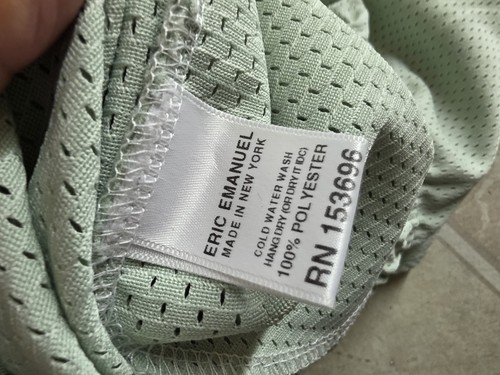 ERIC EMANUEL
MADE IN NEW YORK
COLD WATER WASH
HANG DRY (OR DRY IT IDC)
100% POLYESTER
RN 153696